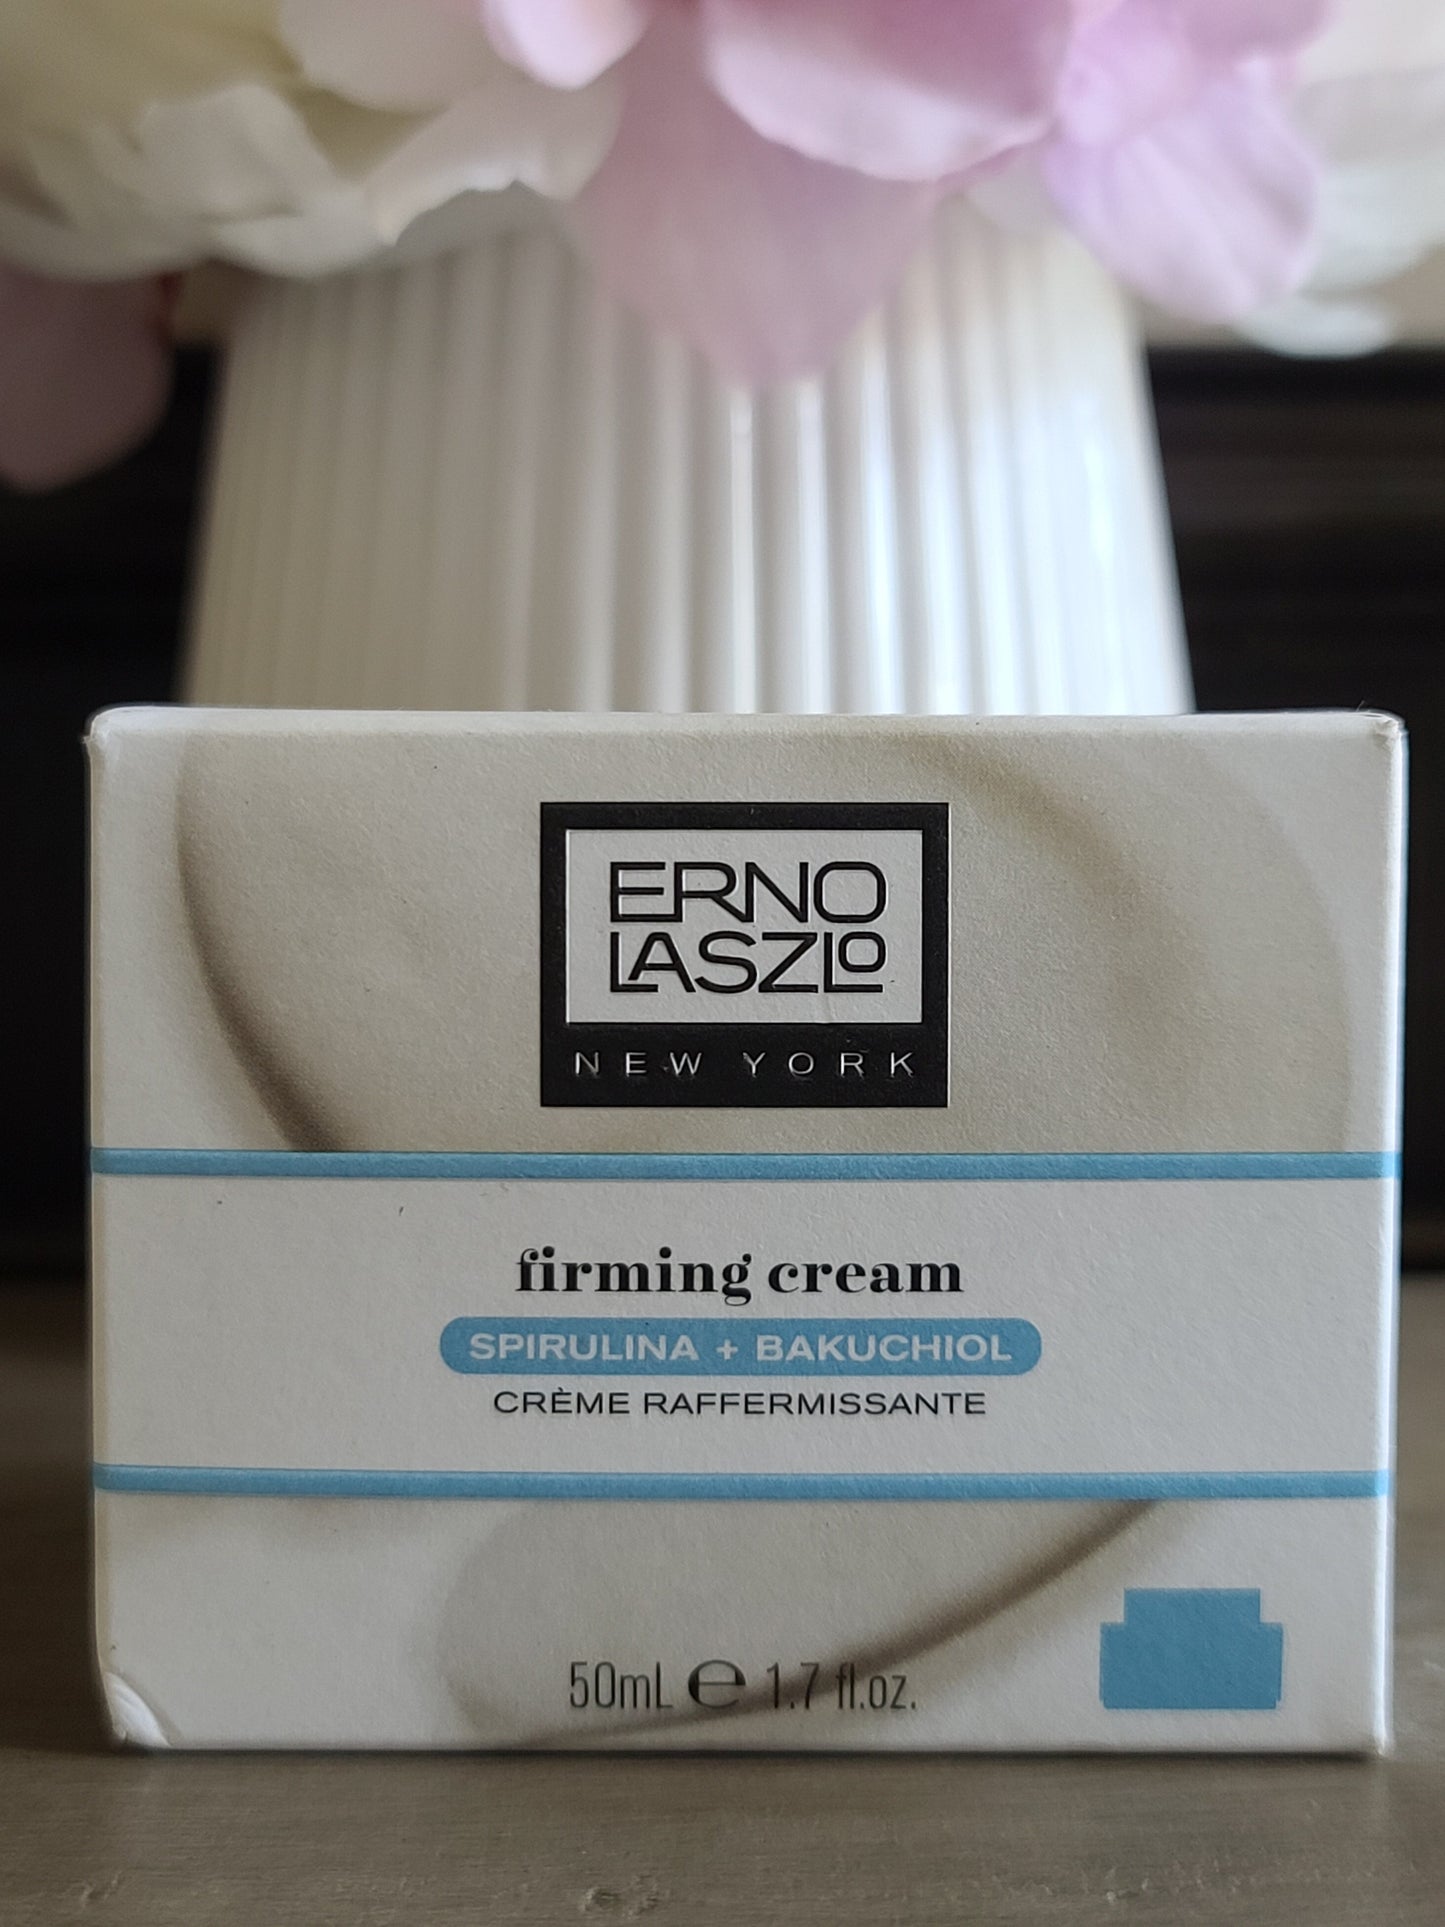 ERNO
LASZLO
NEW YORK
firming cream
SPIRULINA + BAKUCHIOL
CRÈME RAFFERMISSANTE
50mL ℮ 1.7 fl.oz.